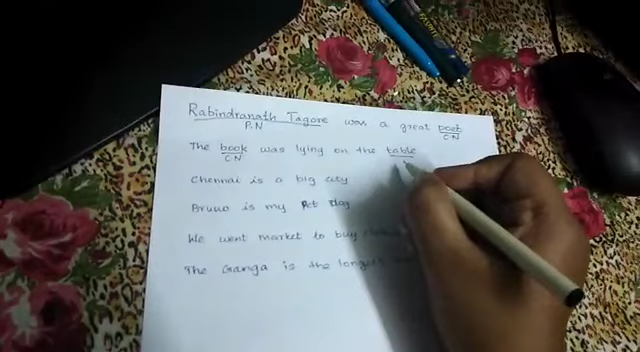 Rabindranath Tagore was a great poet
P.N C.N
The book was lying on the table
C.N
Chennai is a big city
Bruno is my Pet dog
We went market to buy
The Ganga is the longest